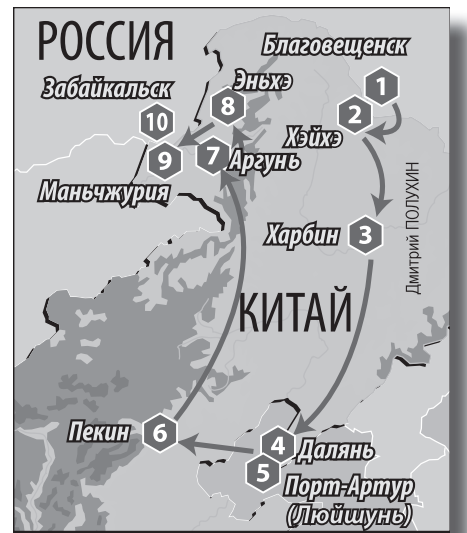 РОССИЯ
Благовещенск
1
Забайкальск
Эньхэ
8
2
10
Хэйхэ
7
Аргунь
9
Маньчжурия
Харбин
3
Дмитрий ПОЛУХИН
КИТАЙ
Пекин
6
4
Далянь
5
Порт-Артур
(Люйшунь)